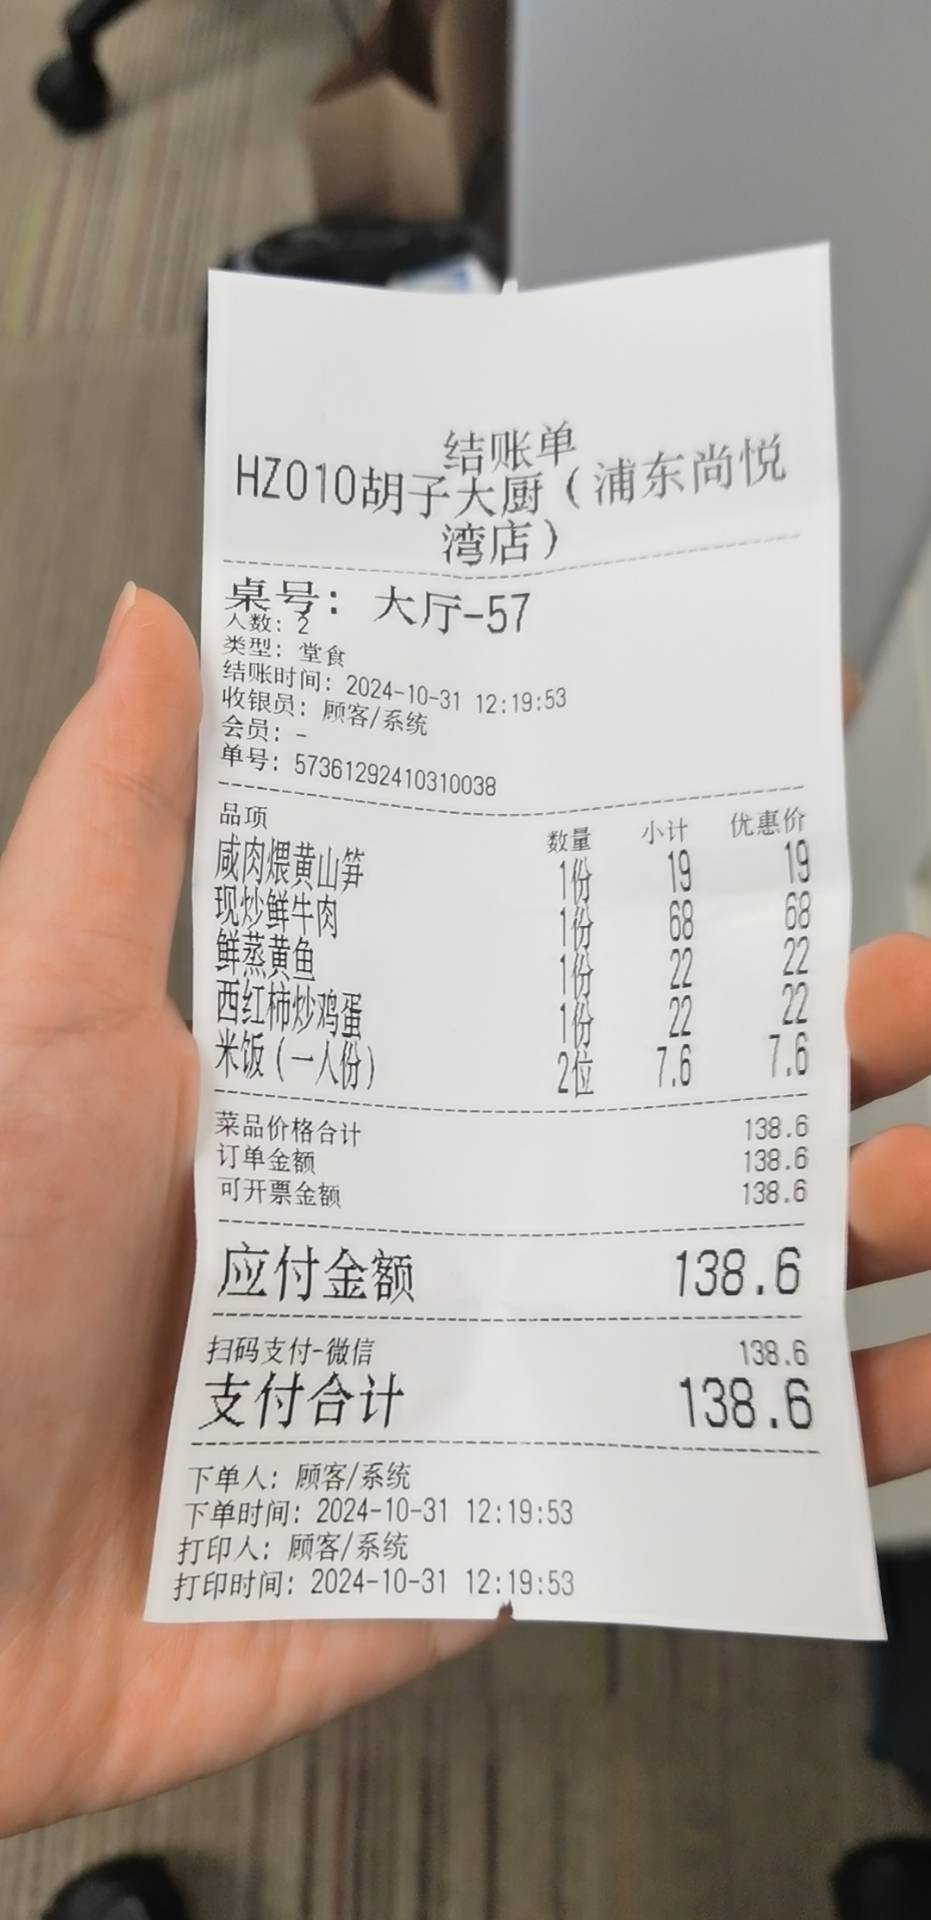 结账单
HZ010胡子大厨（浦东尚悦
湾店）
桌号： 大厅-57
人数: 2
类型: 堂食
结账时间: 2024-10-31 12:19:53
收银员: 顾客/系统
会员: -
单号: 573612924103100​38
品项 数量 小计 优惠价
咸肉煨黄山笋 1份 19 19
现炒鲜牛肉 1份 68 68
鲜蒸黄鱼 1份 22 22
西红柿炒鸡蛋 1份 22 22
米饭（一人份） 2位 7.6 7.6
菜品价格合计 138.6
订单金额 138.6
可开票金额 138.6
应付金额 138.6
扫码支付-微信 138.6
支付合计 138.6
下单人: 顾客/系统
下单时间: 2024-10-31 12:19:53
打印人: 顾客/系统
打印时间: 2024-10-31 12:19:53